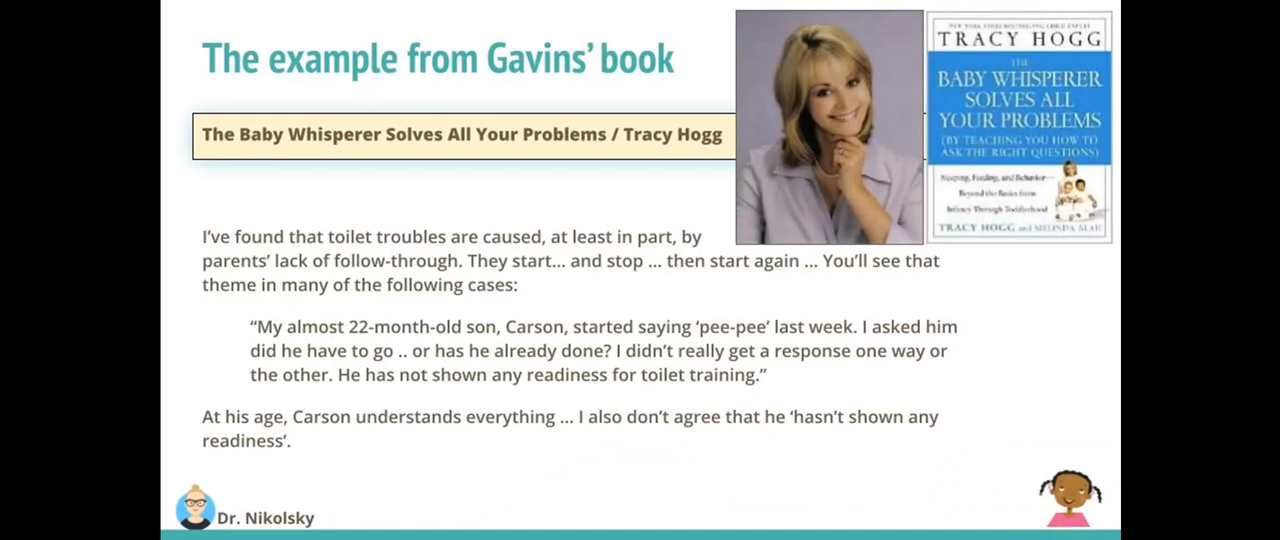 The example from Gavins’ book
The Baby Whisperer Solves All Your Problems / Tracy Hogg
NEW YORK TIMES BESTSELLING CHILD EXPERT
TRACY HOGG
THE
BABY WHISPERER
SOLVES ALL
YOUR PROBLEMS
(BY TEACHING YOU HOW TO
ASK THE RIGHT QUESTIONS)
Sleeping, Feeding, and Behavior—
Beyond the Basics from
Infancy Through Toddlerhood
TRACY HOGG and MELINDA BLAU
I’ve found that toilet troubles are caused, at least in part, by
parents’ lack of follow-through. They start... and stop ... then start again ... You’ll see that
theme in many of the following cases:
“My almost 22-month-old son, Carson, started saying ‘pee-pee’ last week. I asked him
did he have to go .. or has he already done? I didn’t really get a response one way or
the other. He has not shown any readiness for toilet training.”
At his age, Carson understands everything ... I also don’t agree that he ‘hasn’t shown any
readiness’.
Dr. Nikolsky